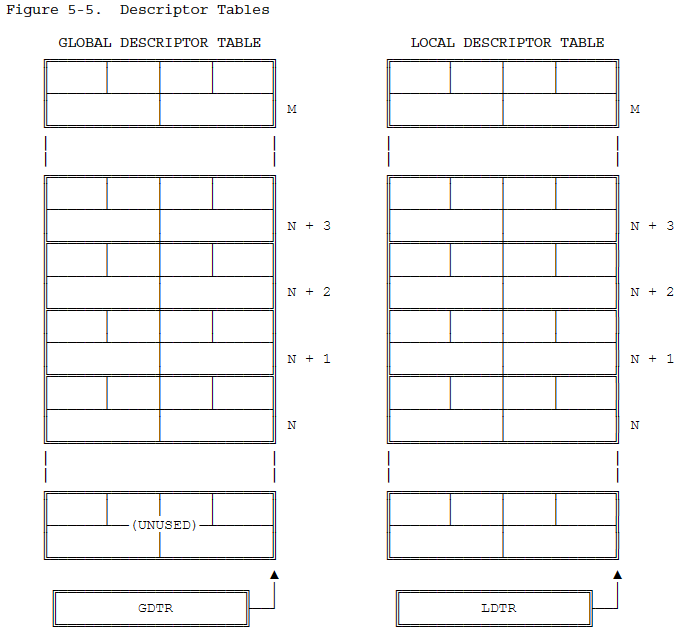 Figure 5-5.  Descriptor Tables
GLOBAL DESCRIPTOR TABLE          LOCAL DESCRIPTOR TABLE
M          M
N + 3          N + 3
N + 2          N + 2
N + 1          N + 1
N          N
(UNUSED)
GDTR          LDTR